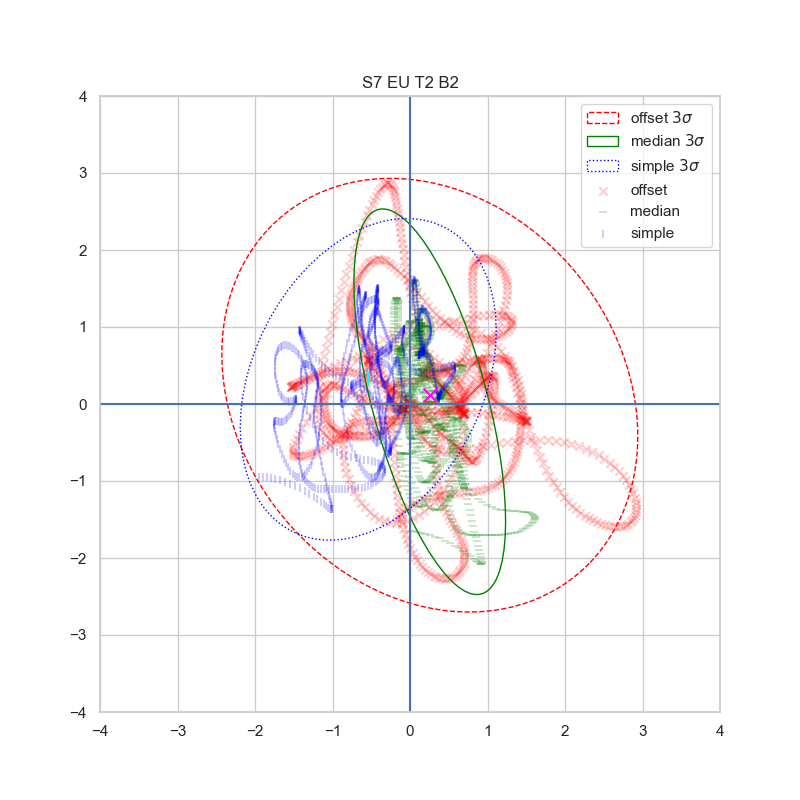 S7 EU T2 B2
offset 3σ
median 3σ
simple 3σ
offset
median
simple
4
3
2
1
0
−1
−2
−3
−4
−4 −3 −2 −1 0 1 2 3 4